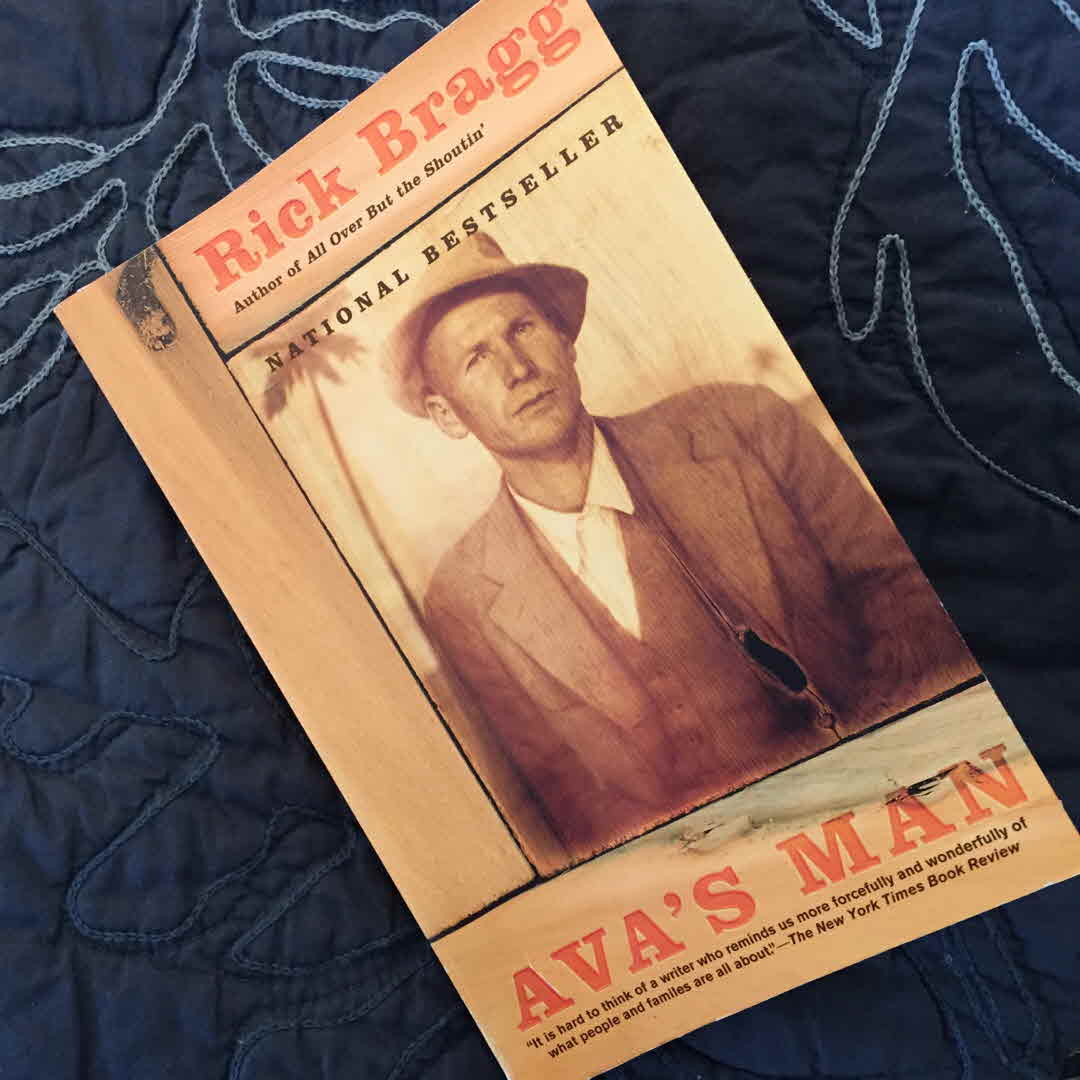 Rick Bragg
Author of All Over But the Shoutin'
NATIONAL BESTSELLER
AVA'S MAN
“It is hard to think of a writer who reminds us more forcefully and wonderfully of
what people and familes are all about.”—The New York Times Book Review